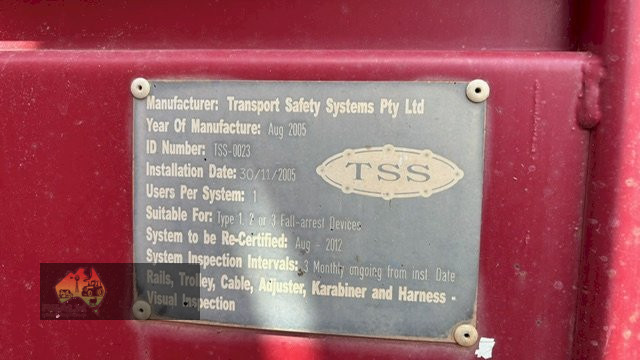 Manufacturer: Transport Safety Systems Pty Ltd
Year Of Manufacture: Aug 2005
ID Number: TSS-0023
Installation Date: 30/11/2005
TSS
Users Per System: 1
Suitable For: Type 1, 2 or 3 Fall-arrest Devices
System to be Re-Certified: Aug - 2012
System Inspection Intervals: 3 Monthly ongoing from inst Date
Rails, Trolley, Cable, Adjuster, Karabiner and Harness -
Visual Inspection